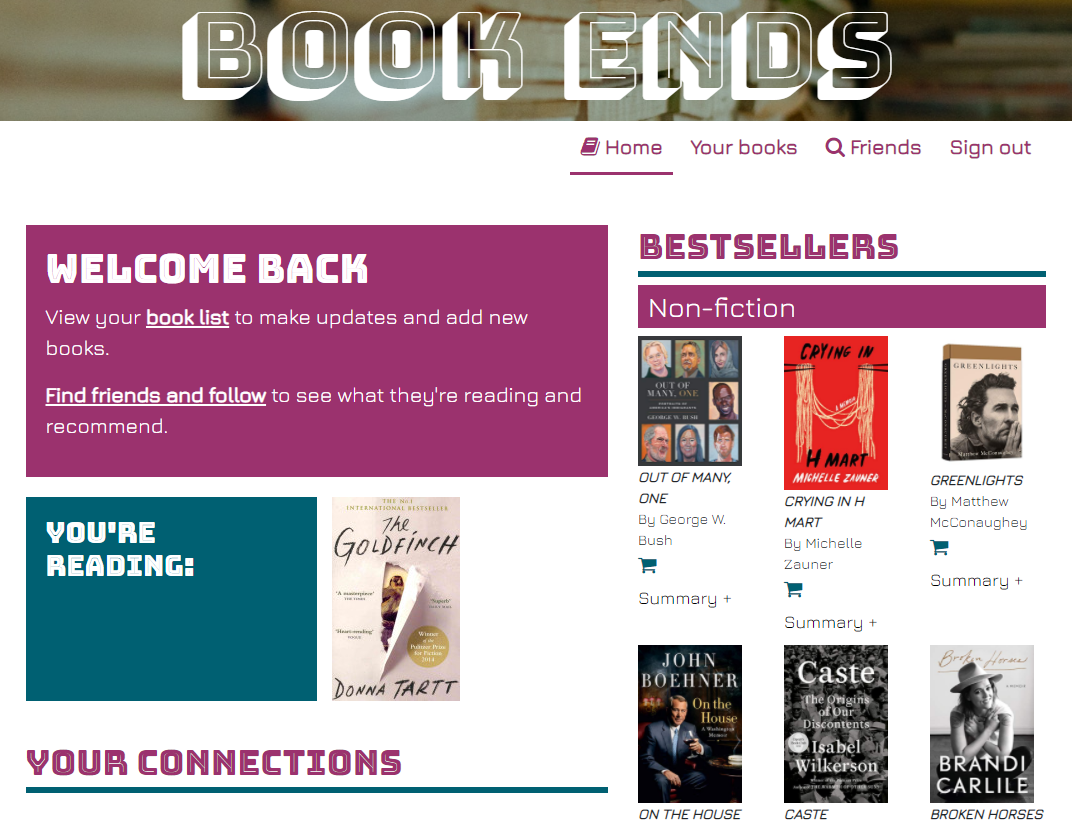 BOOK ENDS
Home
Your books
Friends
Sign out
WELCOME BACK
View your book list to make updates and add new
books.
Find friends and follow to see what they're reading and
recommend.
YOU'RE
READING:
THE No.1
INTERNATIONAL BESTSELLER
The
GOLDFINCH
'A masterpiece'
THE TIMES
'Superb'
DAILY MAIL
'Heart-rending'
VOGUE
Winner
of the
Pulitzer Prize
for Fiction
2014
DONNA TARTT
YOUR CONNECTIONS
BESTSELLERS
Non-fiction
OUT OF
MANY, ONE
PORTRAITS OF
AMERICA'S IMMIGRANTS
GEORGE W. BUSH
OUT OF MANY,
ONE
By George W.
Bush
Summary +
CRYING IN
A MEMOIR
H MART
MICHELLE ZAUNER
CRYING IN H
MART
By Michelle
Zauner
Summary +
GREENLIGHTS
Matthew McConaughey
GREENLIGHTS
By Matthew
McConaughey
Summary +
JOHN
BOEHNER
On the
House
A Washington
Memoir
ON THE HOUSE
Caste
The Origins
of Our
Discontents
Isabel
Wilkerson
CASTE
Broken Horses
A MEMOIR
BRANDI
CARLILE
BROKEN HORSES